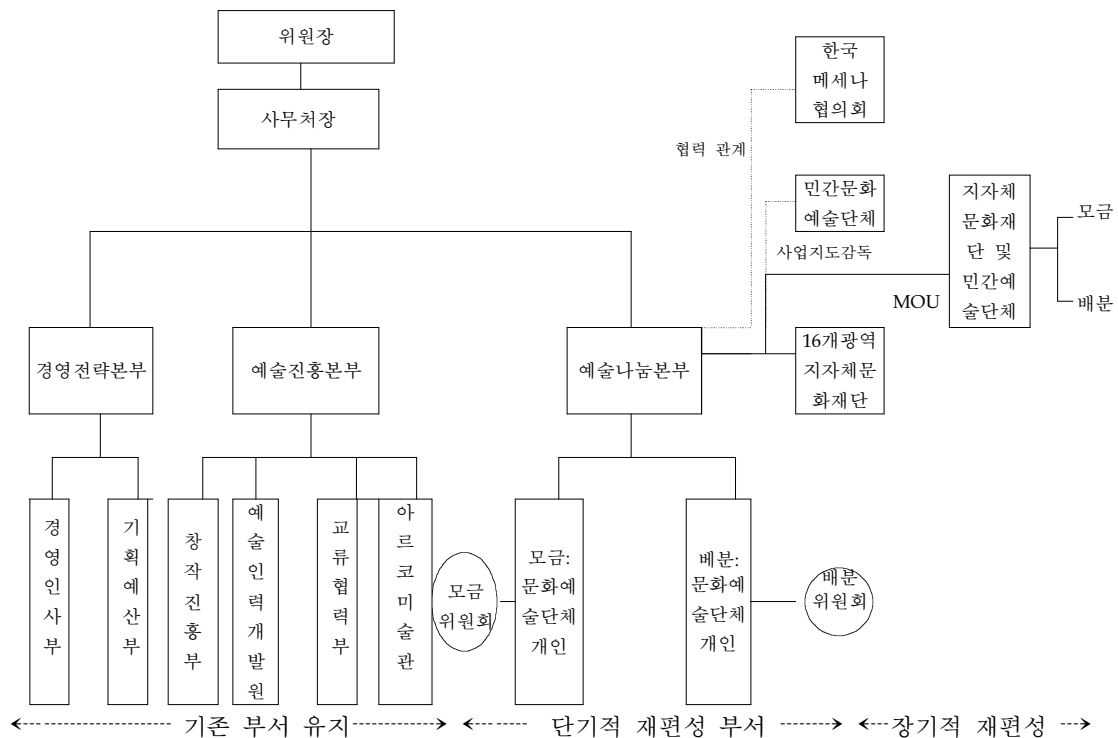 위원장
사무처장
한국
메세나
협의회
협력 관계
민간문화
예술단체
사업지도감독
지자체
문화재
단 및
민간예
술단체
모금
배분
MOU
16개광역
지자체문
화재단
경영전략본부
예술진흥본부
예술나눔본부
경영인사부
기획예산부
창작진흥부
예술인력개발원
교류협력부
아르코미술관
모금
위원회
모금:
문화예
술단체
개인
베분:
문화예
술단체
개인
배분
위원회
기존 부서 유지
단기적 재편성 부서
장기적 재편성